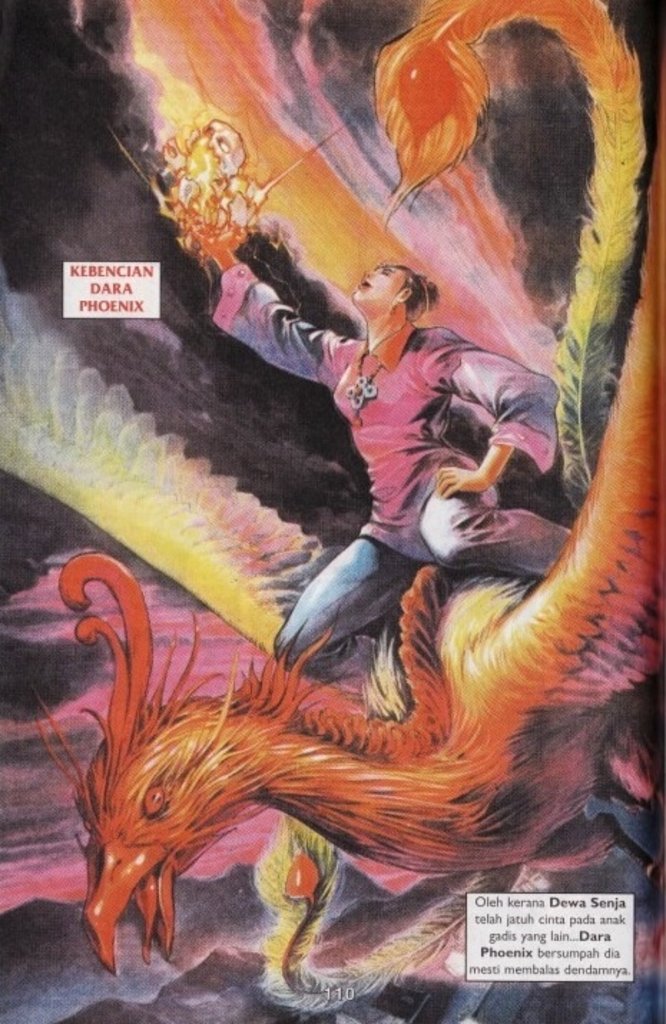 KEBENCIAN
DARA
PHOENIX
Oleh kerana Dewa Senja
telah jatuh cinta pada anak
gadis yang lain...Dara
Phoenix bersumpah dia
mesti membalas dendamnya.
110